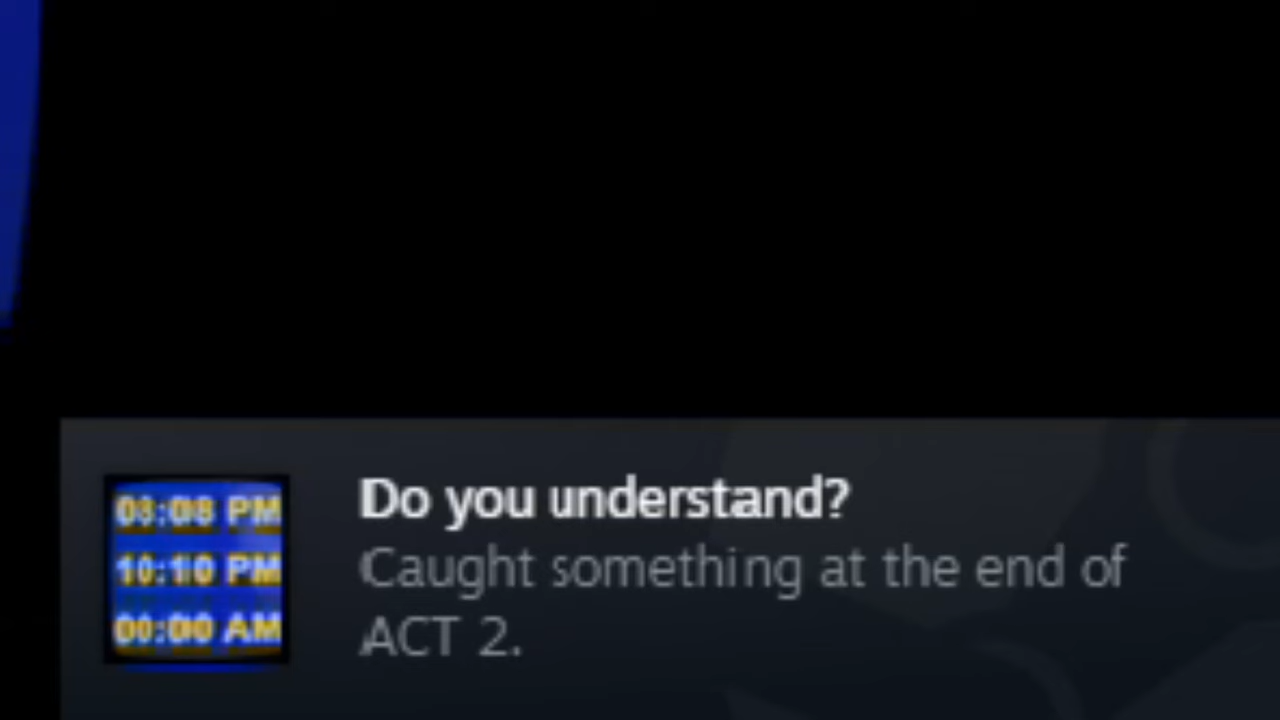 08:08 PM
10:10 PM
00:00 AM
Do you understand?
Caught something at the end of
ACT 2.